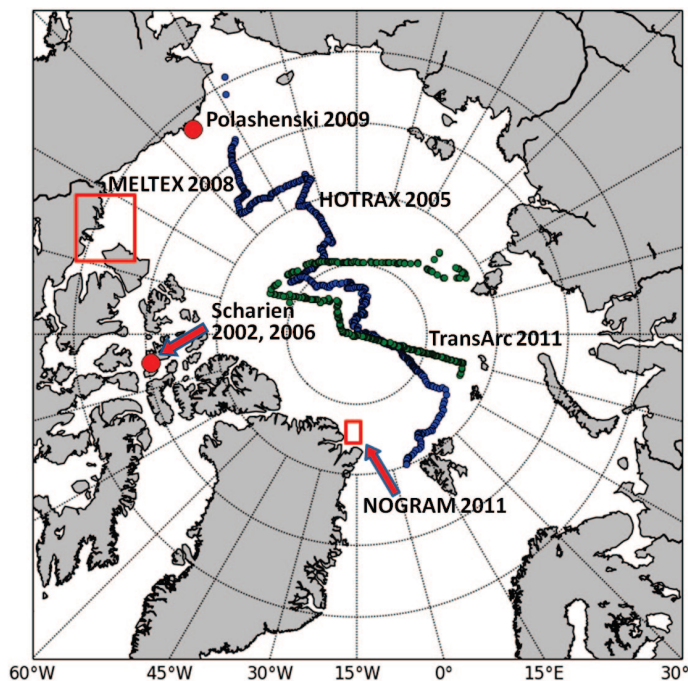 Polashenski 2009
MELTEX 2008
HOTRAX 2005
Scharien
2002, 2006
TransArc 2011
NOGRAM 2011
60°W 45°W 30°W 15°W 0° 15°E 30°